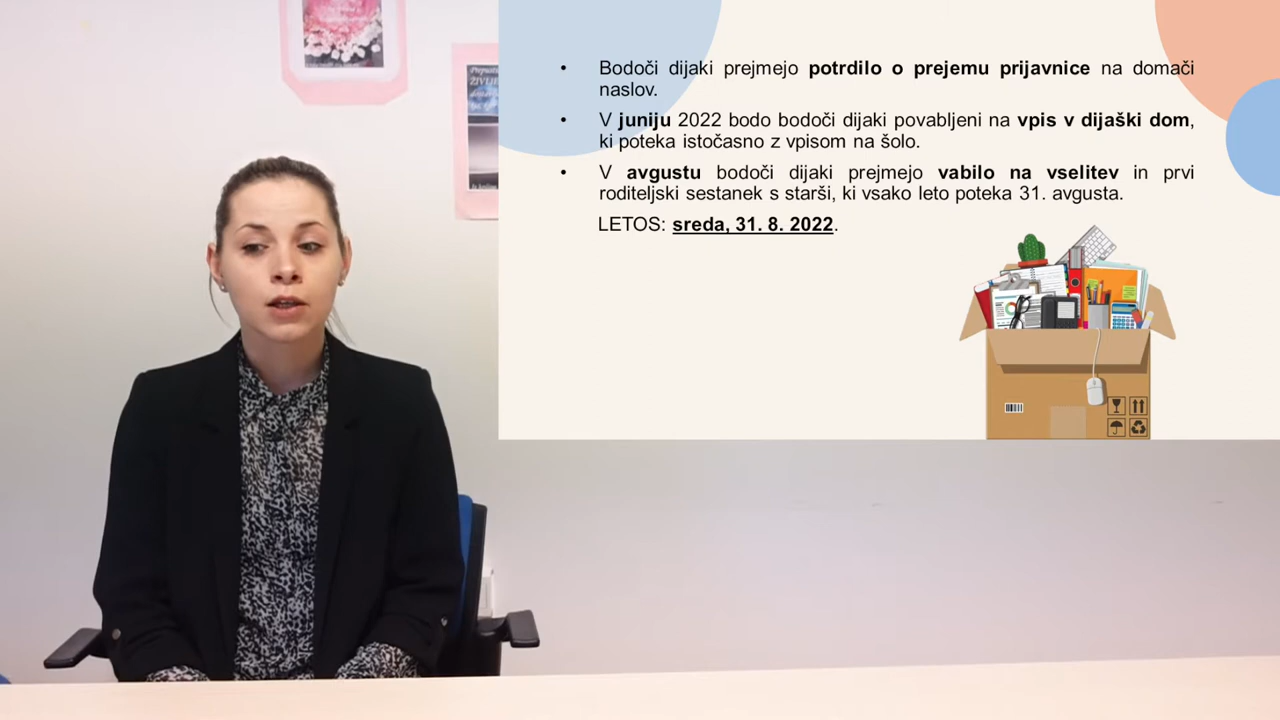 • Bodoči dijaki prejmejo potrdilo o prejemu prijavnice na domači
naslov.
• V juniju 2022 bodo bodoči dijaki povabljeni na vpis v dijaški dom,
ki poteka istočasno z vpisom na šolo.
• V avgustu bodoči dijaki prejmejo vabilo na vselitev in prvi
roditeljski sestanek s starši, ki vsako leto poteka 31. avgusta.
LETOS: sreda, 31. 8. 2022.